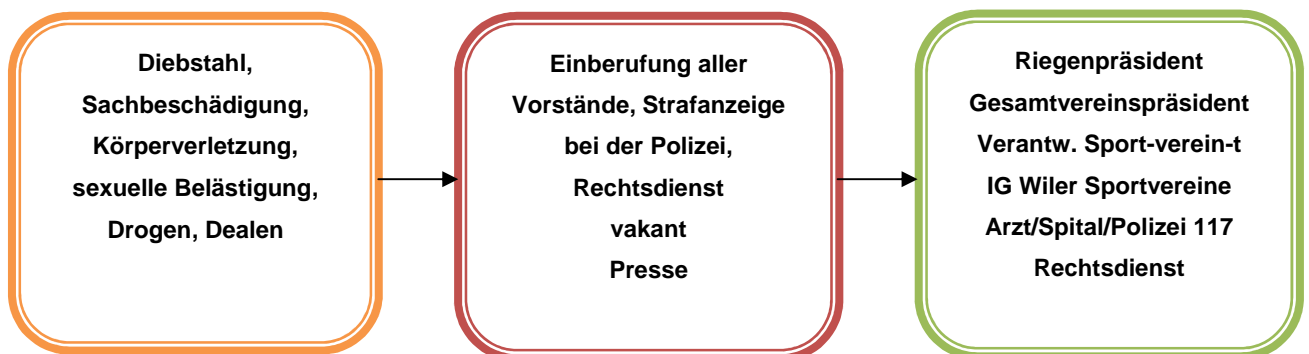 Diebstahl,
Sachbeschädigung,
Körperverletzung,
sexuelle Belästigung,
Drogen, Dealen
Einberufung aller
Vorstände, Strafanzeige
bei der Polizei,
Rechtsdienst
vakant
Presse
Riegenpräsident
Gesamtvereinspräsident
Verantw. Sport-verein-t
IG Wiler Sportvereine
Arzt/Spital/Polizei 117
Rechtsdienst